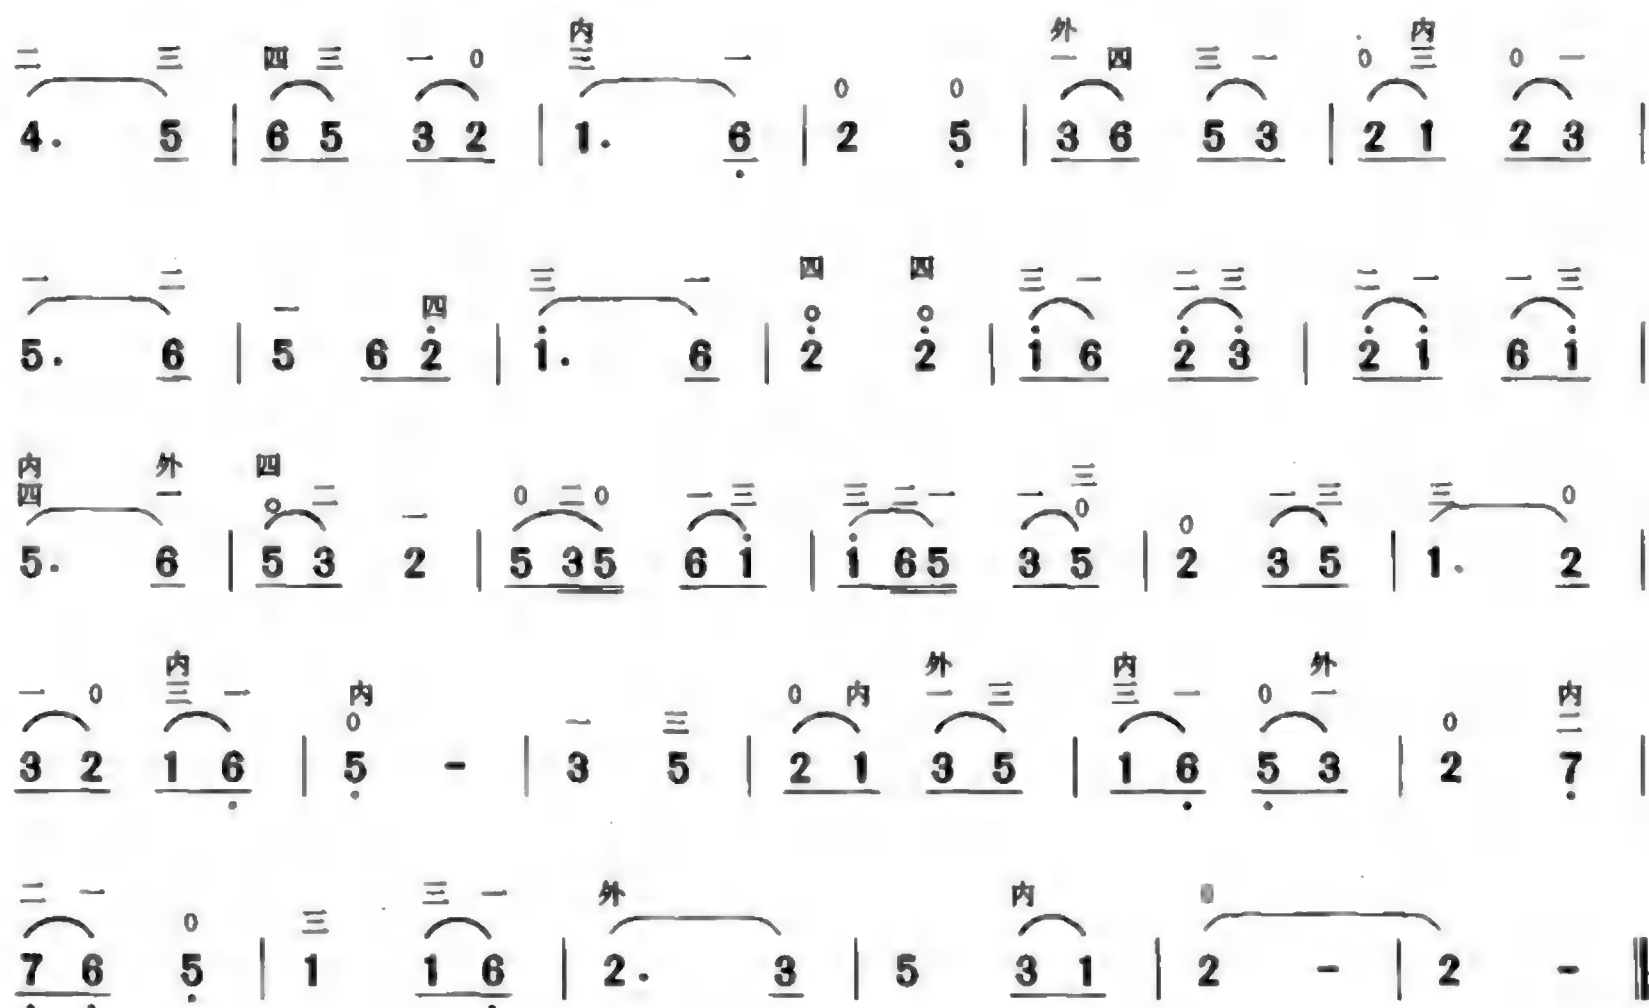 内 外 内
二 三 四 三 一 0 三 一 0 0 一 四 三 一 0 三 0 一
4. 5 | 6 5 3 2 | 1. 6 | 2 5 | 3 6 5 3 | 2 1 2 3 |
四 四
一 二 一 四 三 一 三 一 二 三 二 一 一 三
5. 6 | 5 6 2 | 1. 6 | 2 2 | 1 6 2 3 | 2 1 6 1 |
内 外 四 三
四 一 0 二 一 0 二 0 一 三 三 二 一 一 0 0 一 三 三 0
5. 6 | 5 3 2 | 5 3 5 6 1 | 1 6 5 3 5 | 2 3 5 | 1. 2 |
内 内 外 内 外 内
一 0 三 一 0 一 三 0 内 一 三 三 一 0 一 0 二
3 2 1 6 | 5 - | 3 5 | 2 1 3 5 | 1 6 5 3 | 2 7 |
二 一 0 三 三 一 外 内
7 6 5 | 1 1 6 | 2. 3 | 5 3 1 | 2 - | 2 - ‖